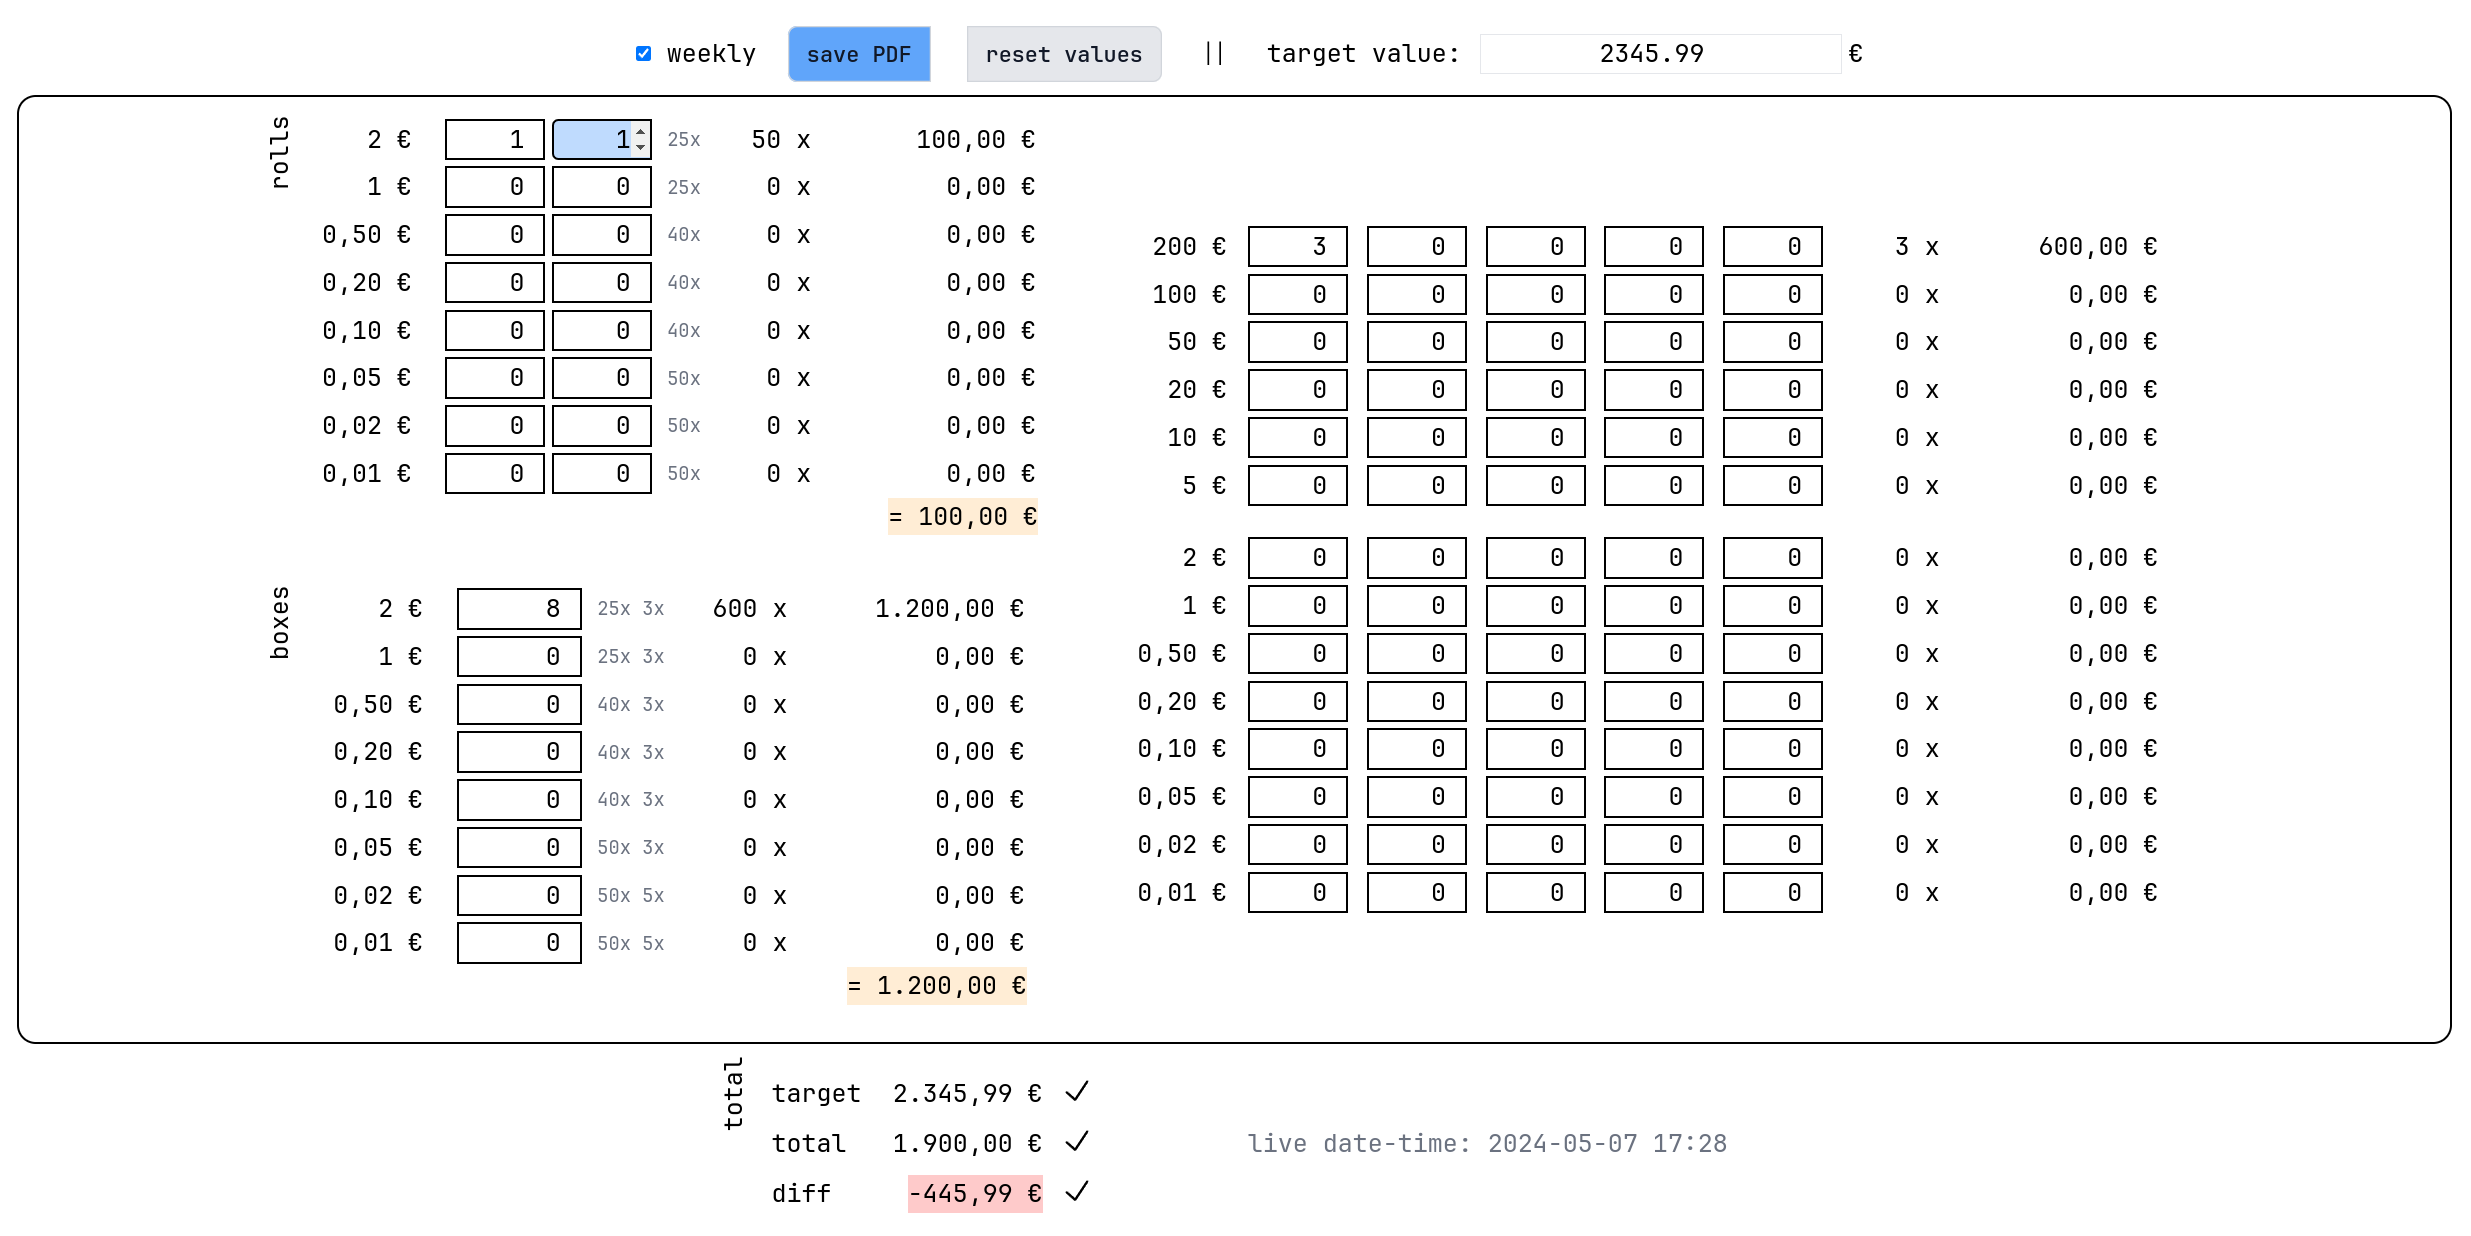 weekly save PDF reset values || target value: 2345.99 €
rolls
2 € 1 1 25x 50 x 100,00 €
1 € 0 0 25x 0 x 0,00 €
0,50 € 0 0 40x 0 x 0,00 €
0,20 € 0 0 40x 0 x 0,00 €
0,10 € 0 0 40x 0 x 0,00 €
0,05 € 0 0 50x 0 x 0,00 €
0,02 € 0 0 50x 0 x 0,00 €
0,01 € 0 0 50x 0 x 0,00 €
= 100,00 €
boxes
2 € 8 25x 3x 600 x 1.200,00 €
1 € 0 25x 3x 0 x 0,00 €
0,50 € 0 40x 3x 0 x 0,00 €
0,20 € 0 40x 3x 0 x 0,00 €
0,10 € 0 40x 3x 0 x 0,00 €
0,05 € 0 50x 3x 0 x 0,00 €
0,02 € 0 50x 5x 0 x 0,00 €
0,01 € 0 50x 5x 0 x 0,00 €
= 1.200,00 €
200 € 3 0 0 0 0 3 x 600,00 €
100 € 0 0 0 0 0 0 x 0,00 €
50 € 0 0 0 0 0 0 x 0,00 €
20 € 0 0 0 0 0 0 x 0,00 €
10 € 0 0 0 0 0 0 x 0,00 €
5 € 0 0 0 0 0 0 x 0,00 €
2 € 0 0 0 0 0 0 x 0,00 €
1 € 0 0 0 0 0 0 x 0,00 €
0,50 € 0 0 0 0 0 0 x 0,00 €
0,20 € 0 0 0 0 0 0 x 0,00 €
0,10 € 0 0 0 0 0 0 x 0,00 €
0,05 € 0 0 0 0 0 0 x 0,00 €
0,02 € 0 0 0 0 0 0 x 0,00 €
0,01 € 0 0 0 0 0 0 x 0,00 €
total
target 2.345,99 € ✓
total 1.900,00 € ✓
diff -445,99 € ✓
live date-time: 2024-05-07 17:28